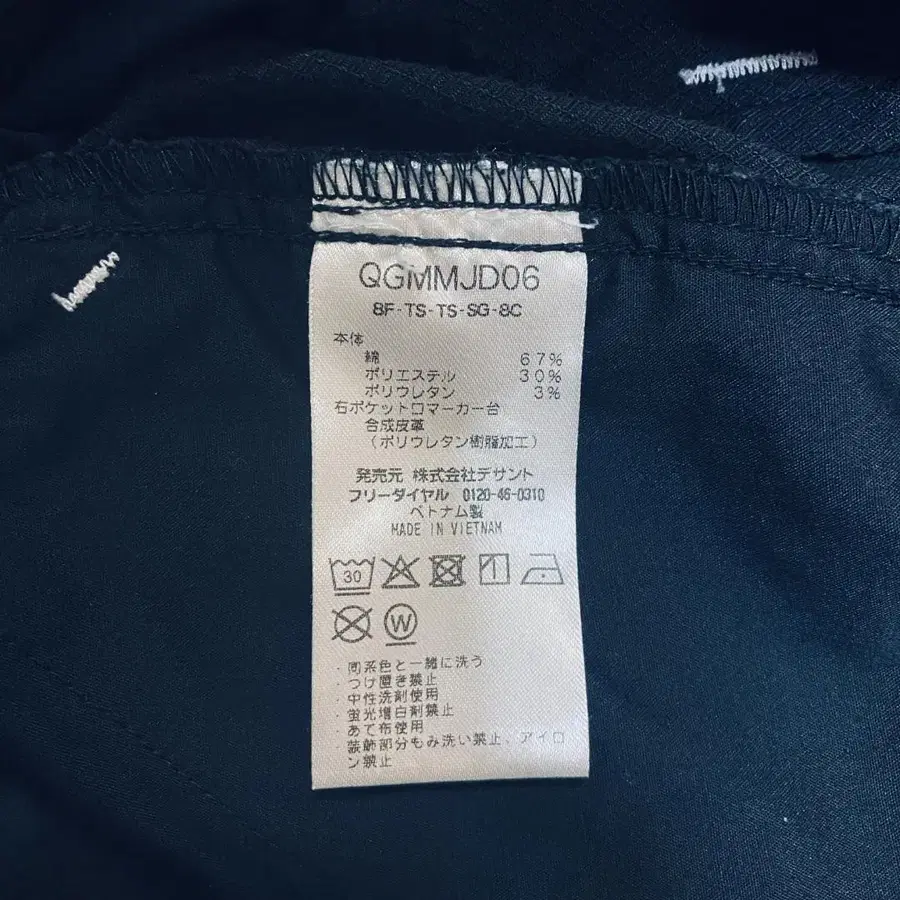 QGMMJD06
8F-TS-TS-SG-8C
本体
綿 67%
ポリエステル 30%
ポリウレタン 3%
右ポケット口マーカー台
合成皮革
(ポリウレタン樹脂加工)
発売元 株式会社デサント
フリーダイヤル 0120-46-0310
ベトナム製
MADE IN VIETNAM
30
W
・同系色と一緒に洗う
・つけ置き禁止
・中性洗剤使用
・蛍光増白剤禁止
・あて布使用
・装飾部分もみ洗い禁止、アイロ
ン禁止